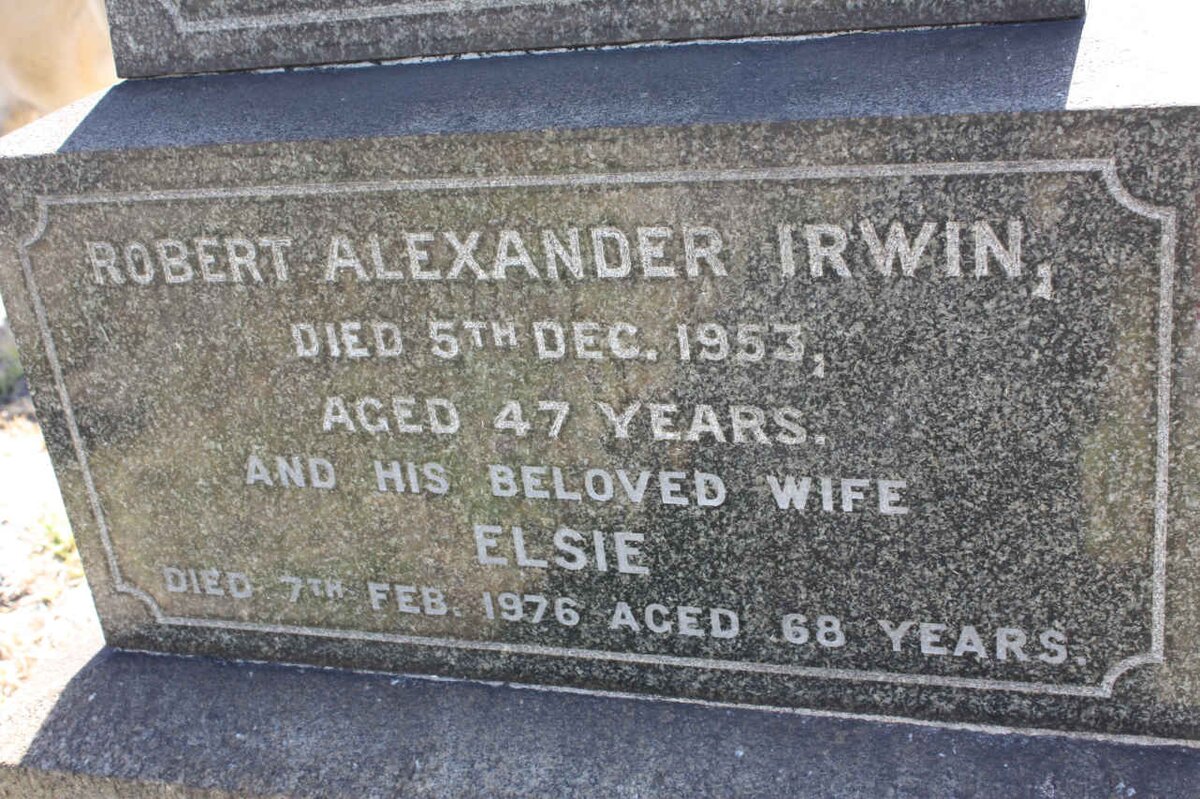 ROBERT ALEXANDER IRWIN,
DIED 5TH DEC. 1953,
AGED 47 YEARS.
AND HIS BELOVED WIFE
ELSIE
DIED 7TH FEB. 1976 AGED 68 YEARS.